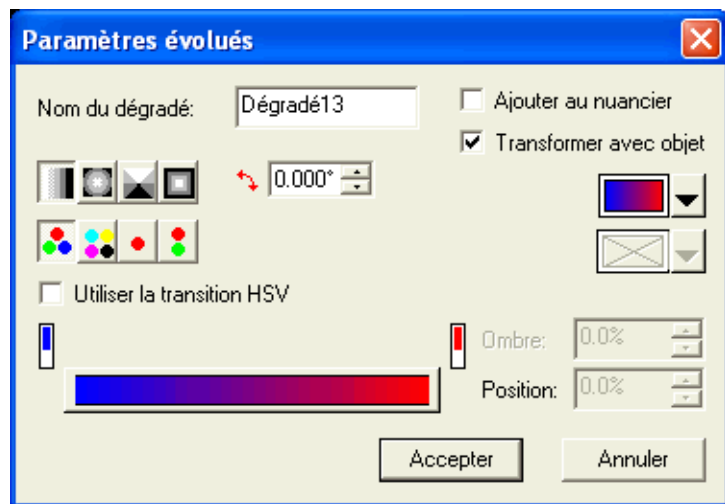 Paramètres évolués
Nom du dégradé: Dégradé13
Ajouter au nuancier
Transformer avec objet
0.000°
Utiliser la transition HSV
Ombre: 0.0%
Position: 0.0%
Accepter Annuler